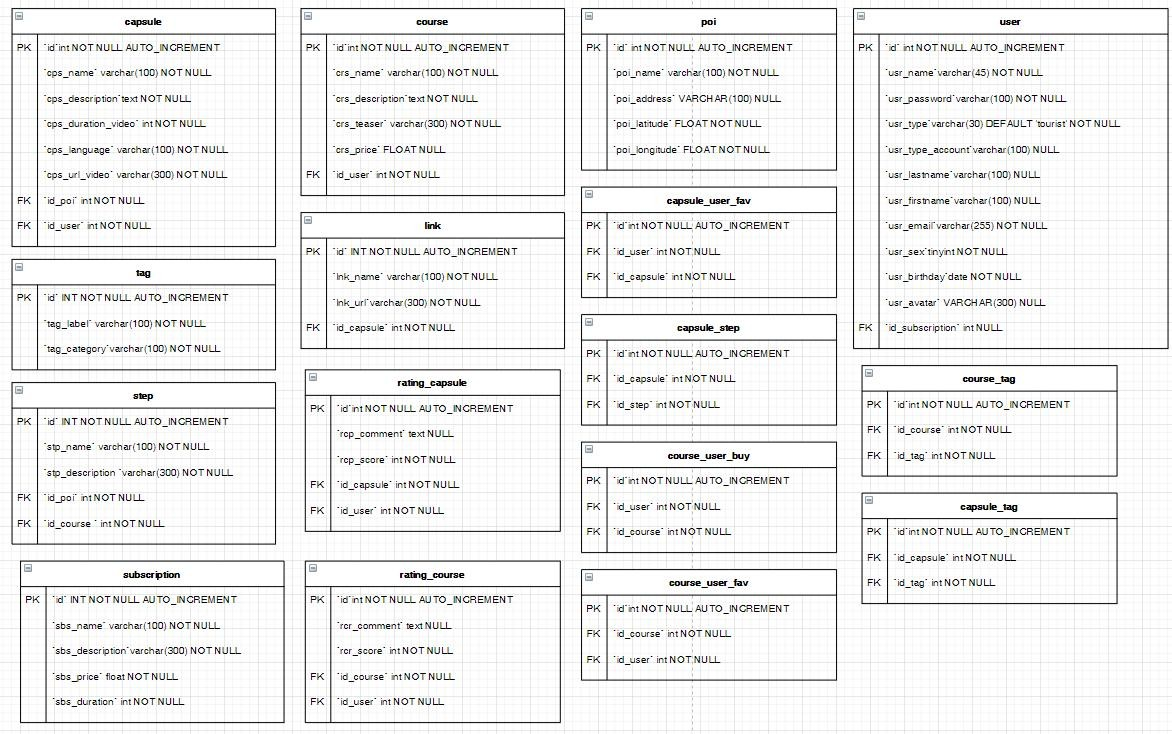 capsule
PK `id`int NOT NULL AUTO_INCREMENT
`cps_name` varchar(100) NOT NULL
`cps_description`text NOT NULL
`cps_duration_video` int NOT NULL
`cps_language` varchar(100) NOT NULL
`cps_url_video` varchar(300) NOT NULL
FK `id_poi` int NOT NULL
FK `id_user` int NOT NULL
tag
PK `id` INT NOT NULL AUTO_INCREMENT
`tag_label` varchar(100) NOT NULL
`tag_category`varchar(100) NOT NULL
step
PK `id` INT NOT NULL AUTO_INCREMENT
`stp_name` varchar(100) NOT NULL
`stp_description `varchar(300) NOT NULL
FK `id_poi` int NOT NULL
FK `id_course ` int NOT NULL
subscription
PK `id` INT NOT NULL AUTO_INCREMENT
`sbs_name` varchar(100) NOT NULL
`sbs_description`varchar(300) NOT NULL
`sbs_price` float NOT NULL
`sbs_duration` int NOT NULL
course
PK `id`int NOT NULL AUTO_INCREMENT
`crs_name` varchar(100) NOT NULL
`crs_description`text NOT NULL
`crs_teaser` varchar(300) NOT NULL
`crs_price` FLOAT NULL
FK `id_user` int NOT NULL
link
PK `id` INT NOT NULL AUTO_INCREMENT
`lnk_name` varchar(100) NOT NULL
`lnk_url`varchar(300) NOT NULL
FK `id_capsule` int NOT NULL
rating_capsule
PK `id`int NOT NULL AUTO_INCREMENT
`rcp_comment` text NULL
`rcp_score` int NOT NULL
FK `id_capsule` int NOT NULL
FK `id_user` int NOT NULL
rating_course
PK `id`int NOT NULL AUTO_INCREMENT
`rcr_comment` text NULL
`rcr_score` int NOT NULL
FK `id_course` int NOT NULL
FK `id_user` int NOT NULL
poi
PK `id` int NOT NULL AUTO_INCREMENT
`poi_name` varchar(100) NOT NULL
`poi_address` VARCHAR(100) NULL
`poi_latitude` FLOAT NOT NULL
`poi_longitude` FLOAT NOT NULL
capsule_user_fav
PK `id`int NOT NULL AUTO_INCREMENT
FK `id_user` int NOT NULL
FK `id_capsule` int NOT NULL
capsule_step
PK `id`int NOT NULL AUTO_INCREMENT
FK `id_capsule` int NOT NULL
FK `id_step` int NOT NULL
course_user_buy
PK `id`int NOT NULL AUTO_INCREMENT
FK `id_user` int NOT NULL
FK `id_course` int NOT NULL
course_user_fav
PK `id`int NOT NULL AUTO_INCREMENT
FK `id_course` int NOT NULL
FK `id_user` int NOT NULL
user
PK `id` int NOT NULL AUTO_INCREMENT
`usr_name`varchar(45) NOT NULL
`usr_password`varchar(100) NOT NULL
`usr_type`varchar(30) DEFAULT 'tourist' NOT NULL
`usr_type_account`varchar(100) NULL
`usr_lastname`varchar(100) NULL
`usr_firstname`varchar(100) NULL
`usr_email`varchar(255) NOT NULL
`usr_sex`tinyint NOT NULL
`usr_birthday`date NOT NULL
`usr_avatar` VARCHAR(300) NULL
FK `id_subscription` int NULL
course_tag
PK `id`int NOT NULL AUTO_INCREMENT
FK `id_course` int NOT NULL
FK `id_tag` int NOT NULL
capsule_tag
PK `id`int NOT NULL AUTO_INCREMENT
FK `id_capsule` int NOT NULL
FK `id_tag` int NOT NULL